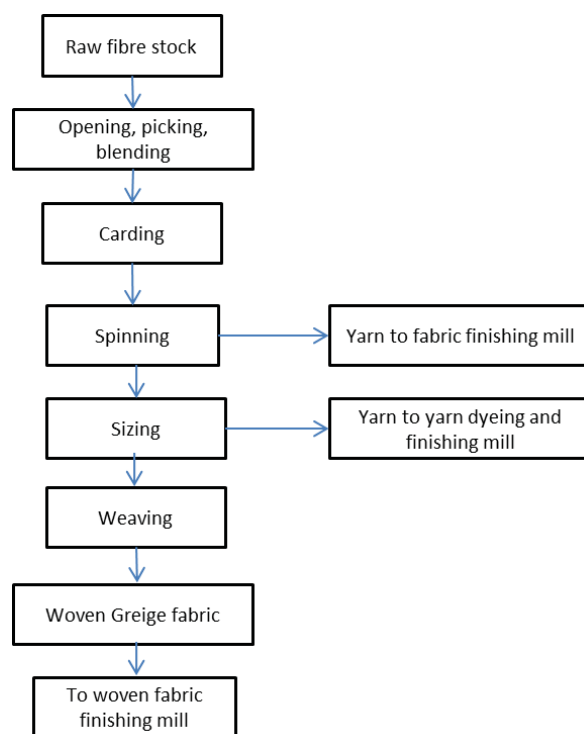 Raw fibre stock
Opening, picking,
blending
Carding
Spinning
Yarn to fabric finishing mill
Sizing
Yarn to yarn dyeing and
finishing mill
Weaving
Woven Greige fabric
To woven fabric
finishing mill